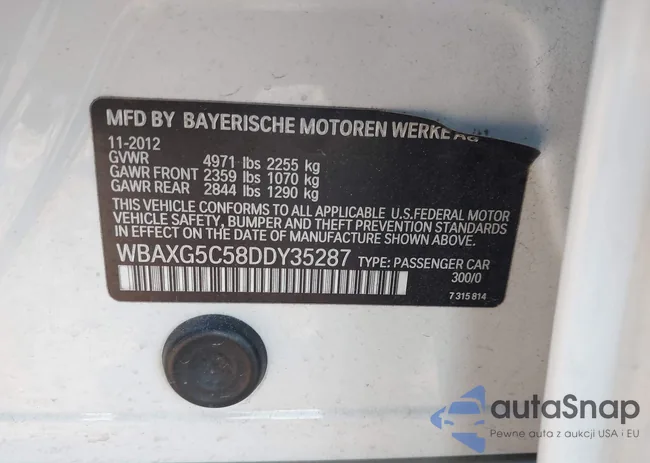 MFD BY BAYERISCHE MOTOREN WERKE AG
11-2012
GVWR 4971 lbs 2255 kg
GAWR FRONT 2359 lbs 1070 kg
GAWR REAR 2844 lbs 1290 kg
THIS VEHICLE CONFORMS TO ALL APPLICABLE U.S.FEDERAL MOTOR
VEHICLE SAFETY, BUMPER AND THEFT PREVENTION STANDARDS
IN EFFECT ON THE DATE OF MANUFACTURE SHOWN ABOVE.
WBAXG5C58DDY35287 TYPE: PASSENGER CAR
300/0
7 315 814
autaSnap
Pewne auta z aukcji USA i EU